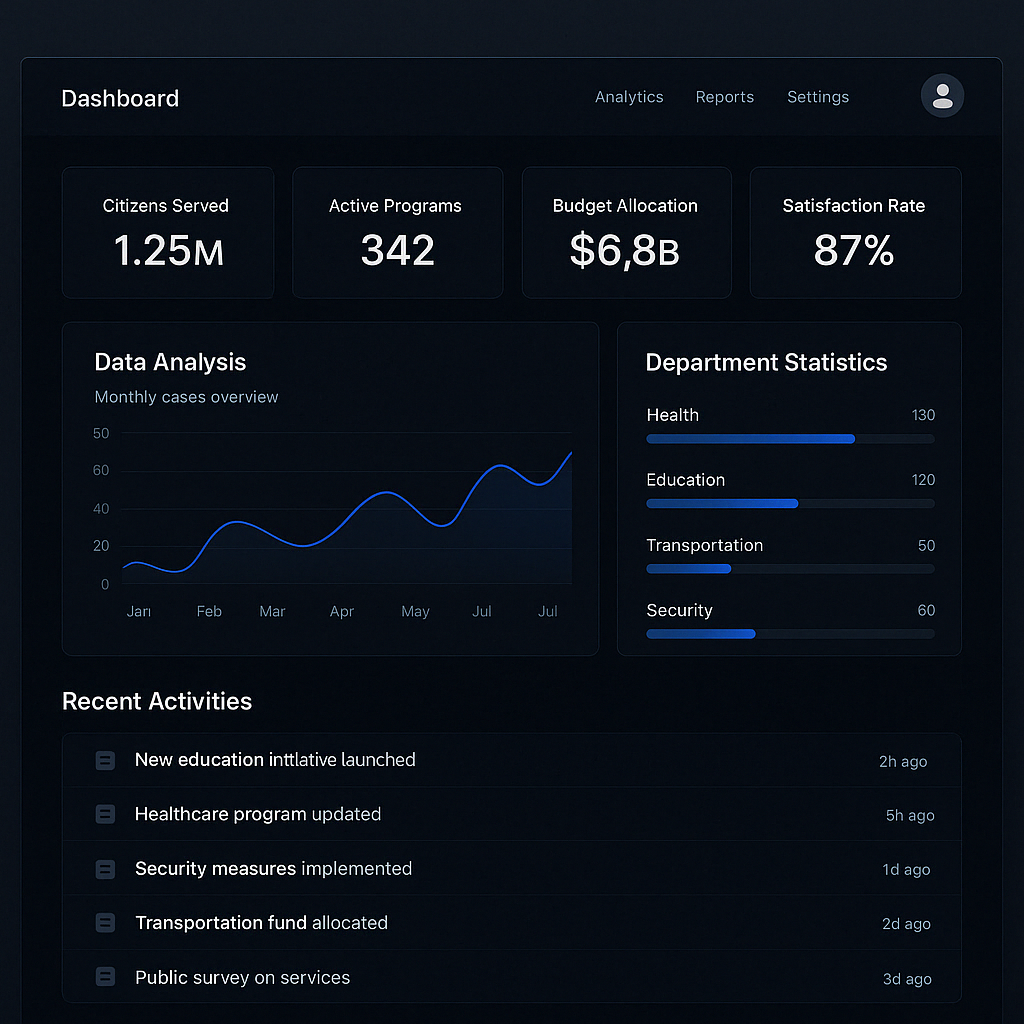 Dashboard
Analytics
Reports
Settings
Citizens Served
1.25M
Active Programs
342
Budget Allocation
$6,8B
Satisfaction Rate
87%
Data Analysis
Monthly cases overview
50
60
40
20
0
Jarı
Feb
Mar
Apr
May
Jul
Jul
Department Statistics
Health 130
Education 120
Transportation 50
Security 60
Recent Activities
New education inttlative launched 2h ago
Healthcare program updated 5h ago
Security measures implemented 1d ago
Transportation fund allocated 2d ago
Public survey on services 3d ago